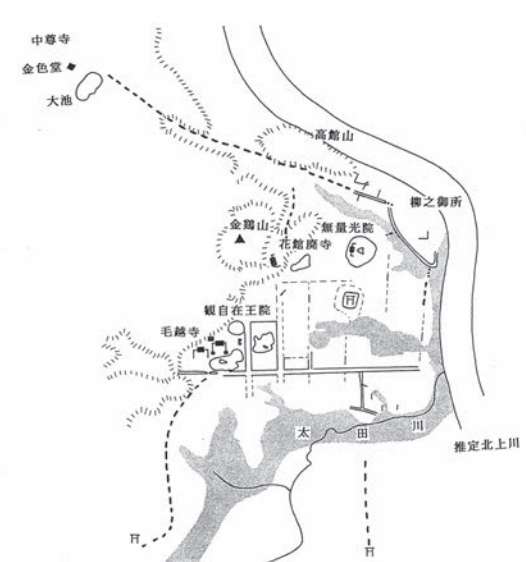 中尊寺
金色堂
大池
高館山
柳之御所
金鶏山
無量光院
花館廃寺
観自在王院
毛越寺
太田川
推定北上川